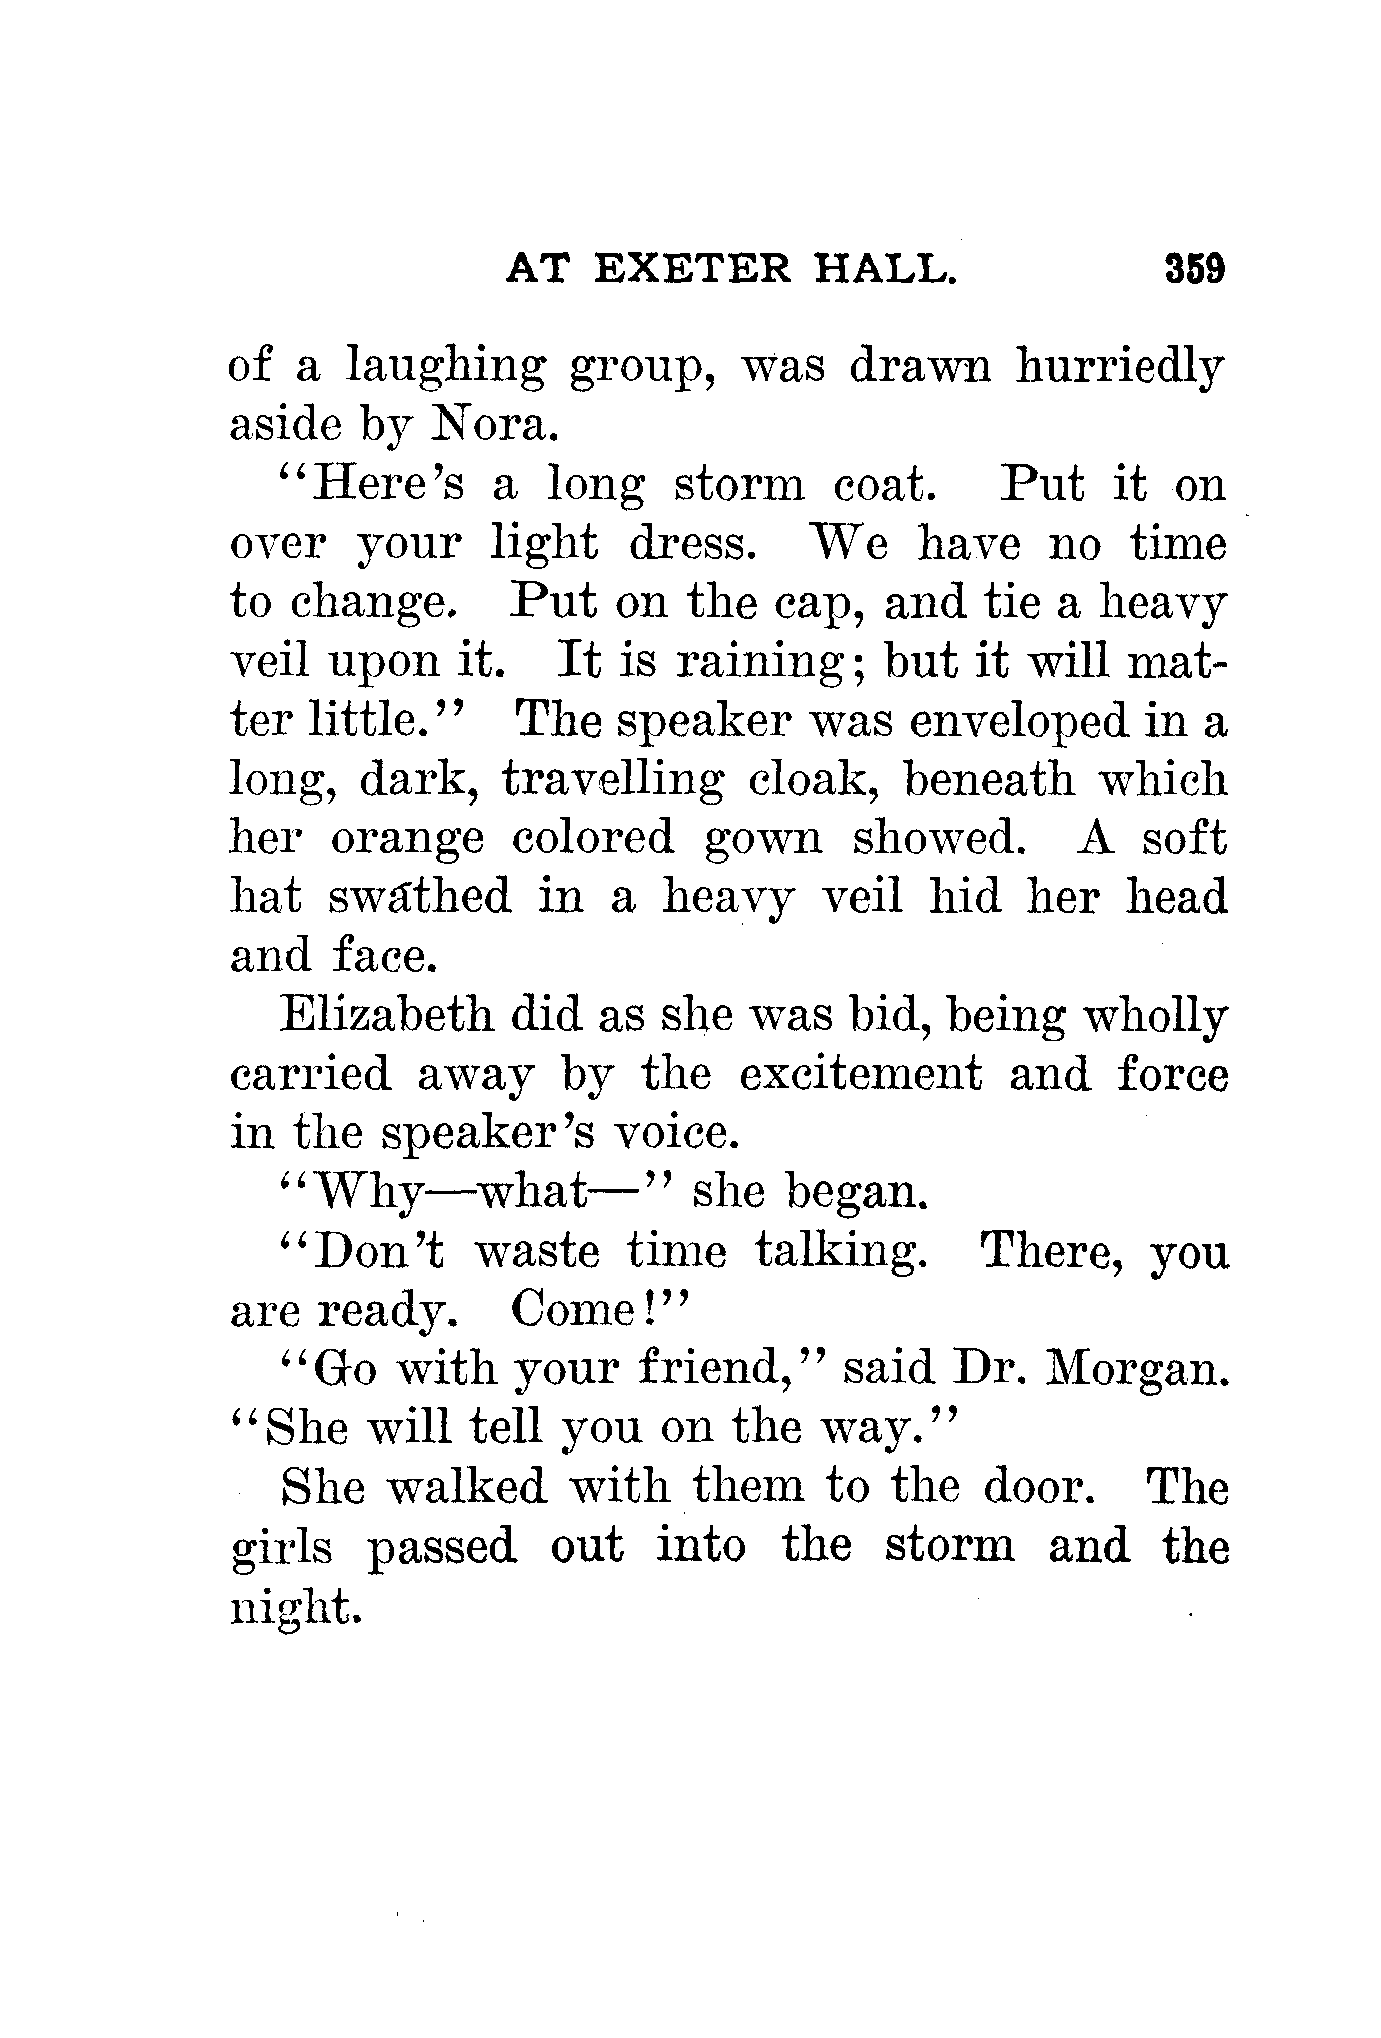 AT EXETER HALL. 359
of a laughing group, was drawn hurriedly
aside by Nora.
"Here's a long storm coat. Put it on
over your light dress. We have no time
to change. Put on the cap, and tie a heavy
veil upon it. It is raining; but it will mat-
ter little." The speaker was enveloped in a
long, dark, travelling cloak, beneath which
her orange colored gown showed. A soft
hat swathed in a heavy veil hid her head
and face.
Elizabeth did as she was bid, being wholly
carried away by the excitement and force
in the speaker's voice.
"Why—what—" she began.
"Don't waste time talking. There, you
are ready. Come!"
"Go with your friend," said Dr. Morgan.
"She will tell you on the way."
She walked with them to the door. The
girls passed out into the storm and the
night.